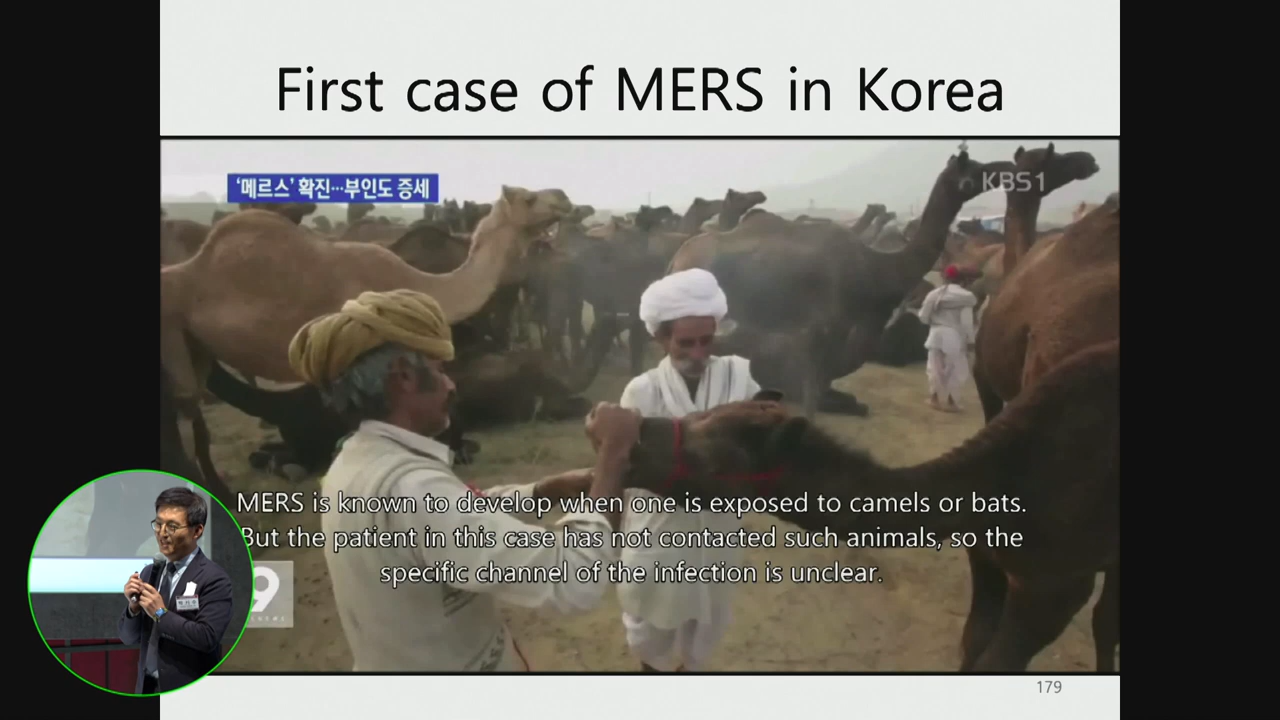 First case of MERS in Korea
'메르스' 확진…부인도 증세
KBS1
MERS is known to develop when one is exposed to camels or bats.
But the patient in this case has not contacted such animals, so the
specific channel of the infection is unclear.
9
179